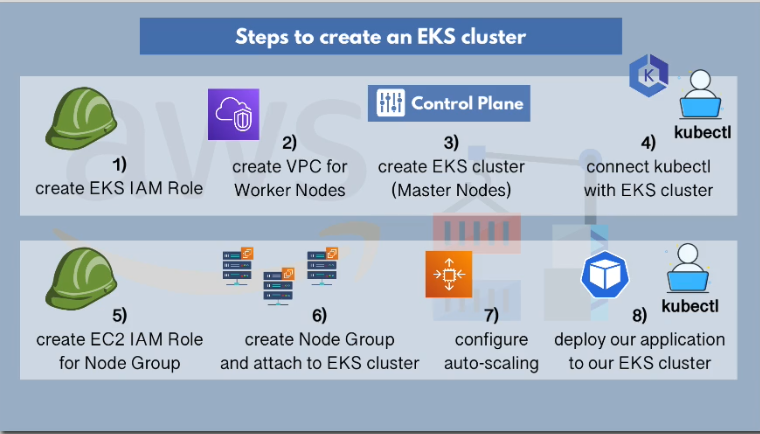 Steps to create an EKS cluster
aws
K
Control Plane
kubectl
1)
create EKS IAM Role
2)
create VPC for
Worker Nodes
3)
create EKS cluster
(Master Nodes)
4)
connect kubectl
with EKS cluster
5)
create EC2 IAM Role
for Node Group
6)
create Node Group
and attach to EKS cluster
7)
configure
auto-scaling
kubectl
8)
deploy our application
to our EKS cluster